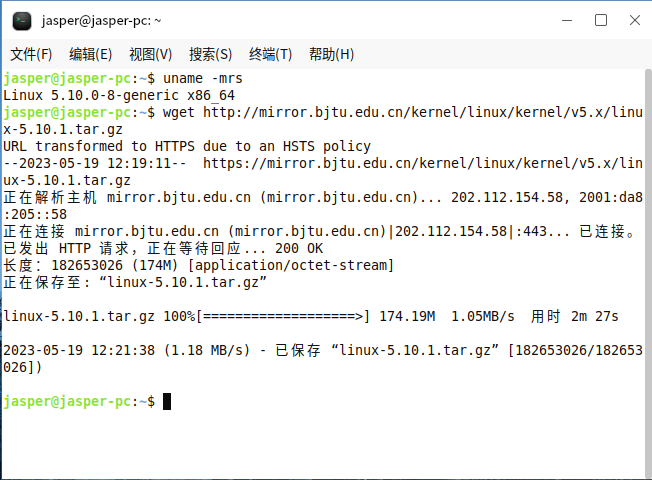 jasper@jasper-pc: ~
文件(F) 编辑(E) 视图(V) 搜索(S) 终端(T) 帮助(H)
jasper@jasper-pc:~$ uname -mrs
Linux 5.10.0-8-generic x86_64
jasper@jasper-pc:~$ wget http://mirror.bjtu.edu.cn/kernel/linux/kernel/v5.x/linu
x-5.10.1.tar.gz
URL transformed to HTTPS due to an HSTS policy
--2023-05-19 12:19:11--  https://mirror.bjtu.edu.cn/kernel/linux/kernel/v5.x/lin
ux-5.10.1.tar.gz
正在解析主机 mirror.bjtu.edu.cn (mirror.bjtu.edu.cn)... 202.112.154.58, 2001:da8
:205::58
正在连接 mirror.bjtu.edu.cn (mirror.bjtu.edu.cn)|202.112.154.58|:443... 已连接。
已发出 HTTP 请求，正在等待回应... 200 OK
长度：182653026 (174M) [application/octet-stream]
正在保存至: “linux-5.10.1.tar.gz”
linux-5.10.1.tar.gz 100%[===================>] 174.19M  1.05MB/s  用时 2m 27s
2023-05-19 12:21:38 (1.18 MB/s) - 已保存 “linux-5.10.1.tar.gz” [182653026/182653
026])
jasper@jasper-pc:~$